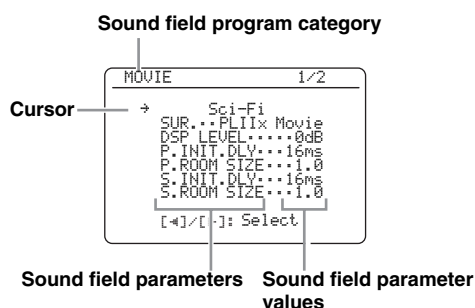 Sound field program category
MOVIE 1/2
Cursor → Sci-Fi
SUR.··PLIIx Movie
DSP LEVEL·····0dB
P.INIT.DLY···16ms
P.ROOM SIZE···1.0
S.INIT.DLY···16ms
S.ROOM SIZE···1.0
: Select
Sound field parameters
Sound field parameter values